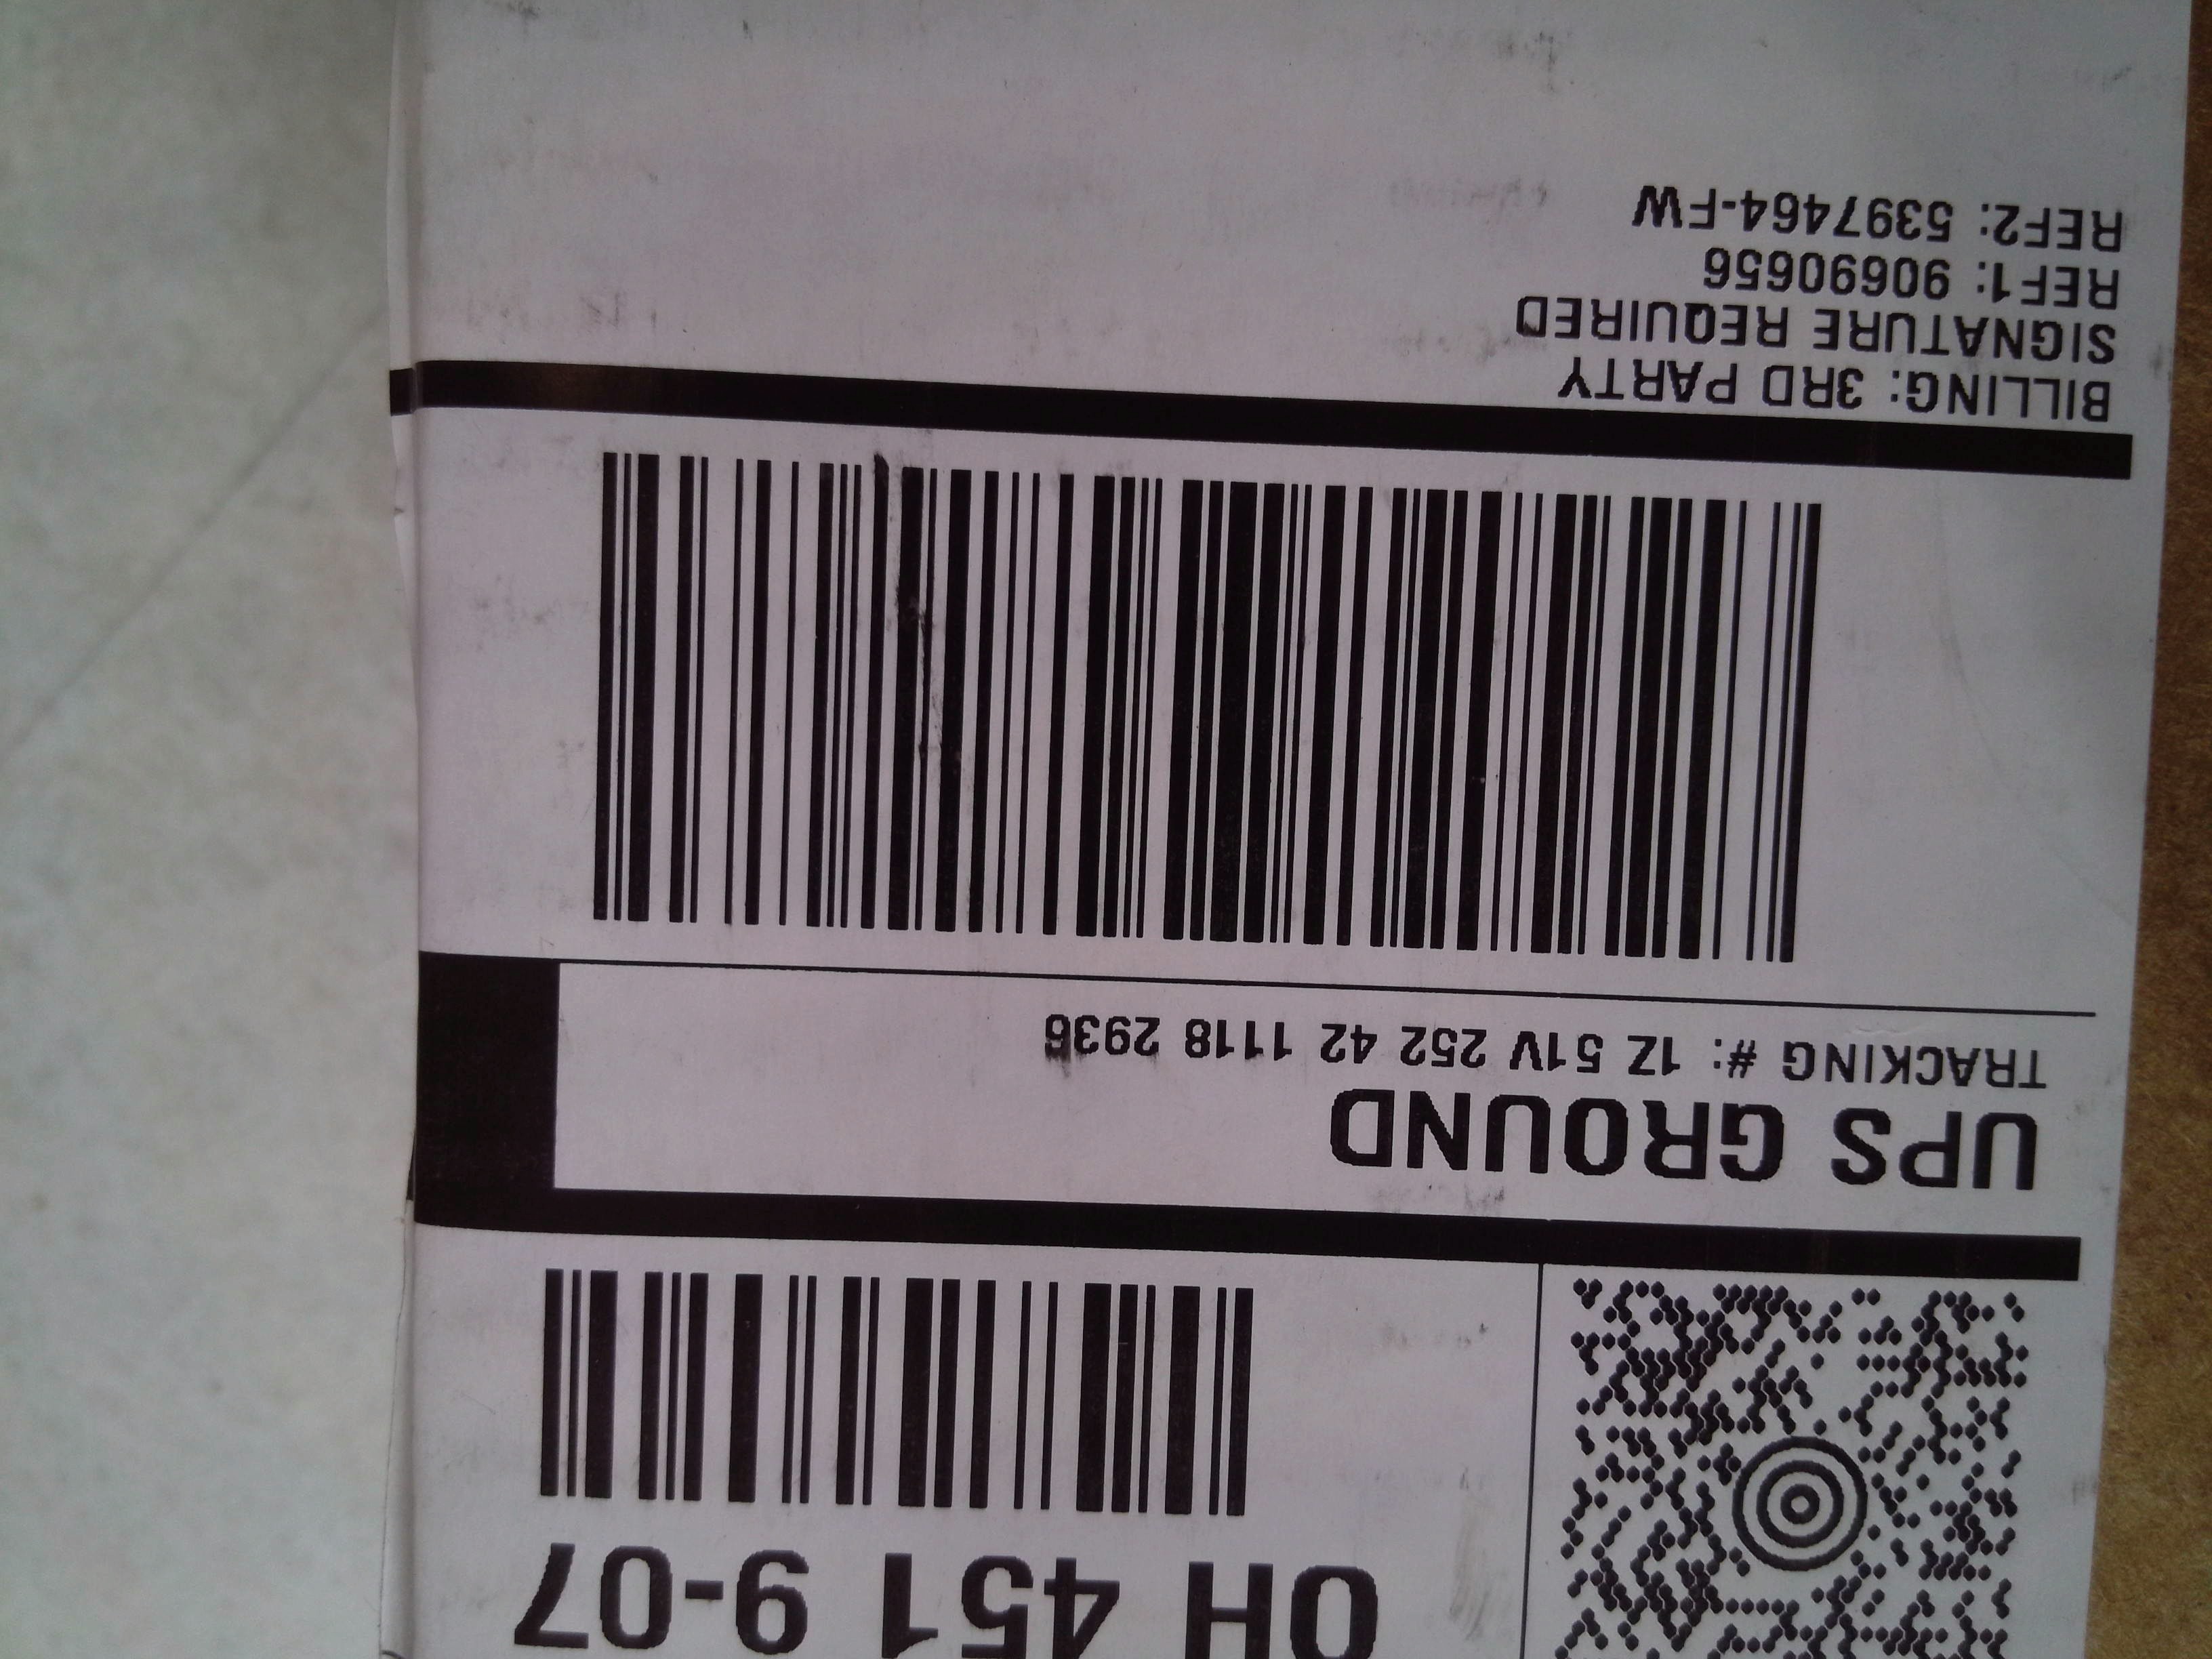 OH 451 9-07
UPS GROUND
TRACKING #: 1Z 51V 252 42 1118 2936
BILLING: 3RD PARTY
SIGNATURE REQUIRED
REF1: 90690656
REF2: 5397464-FW